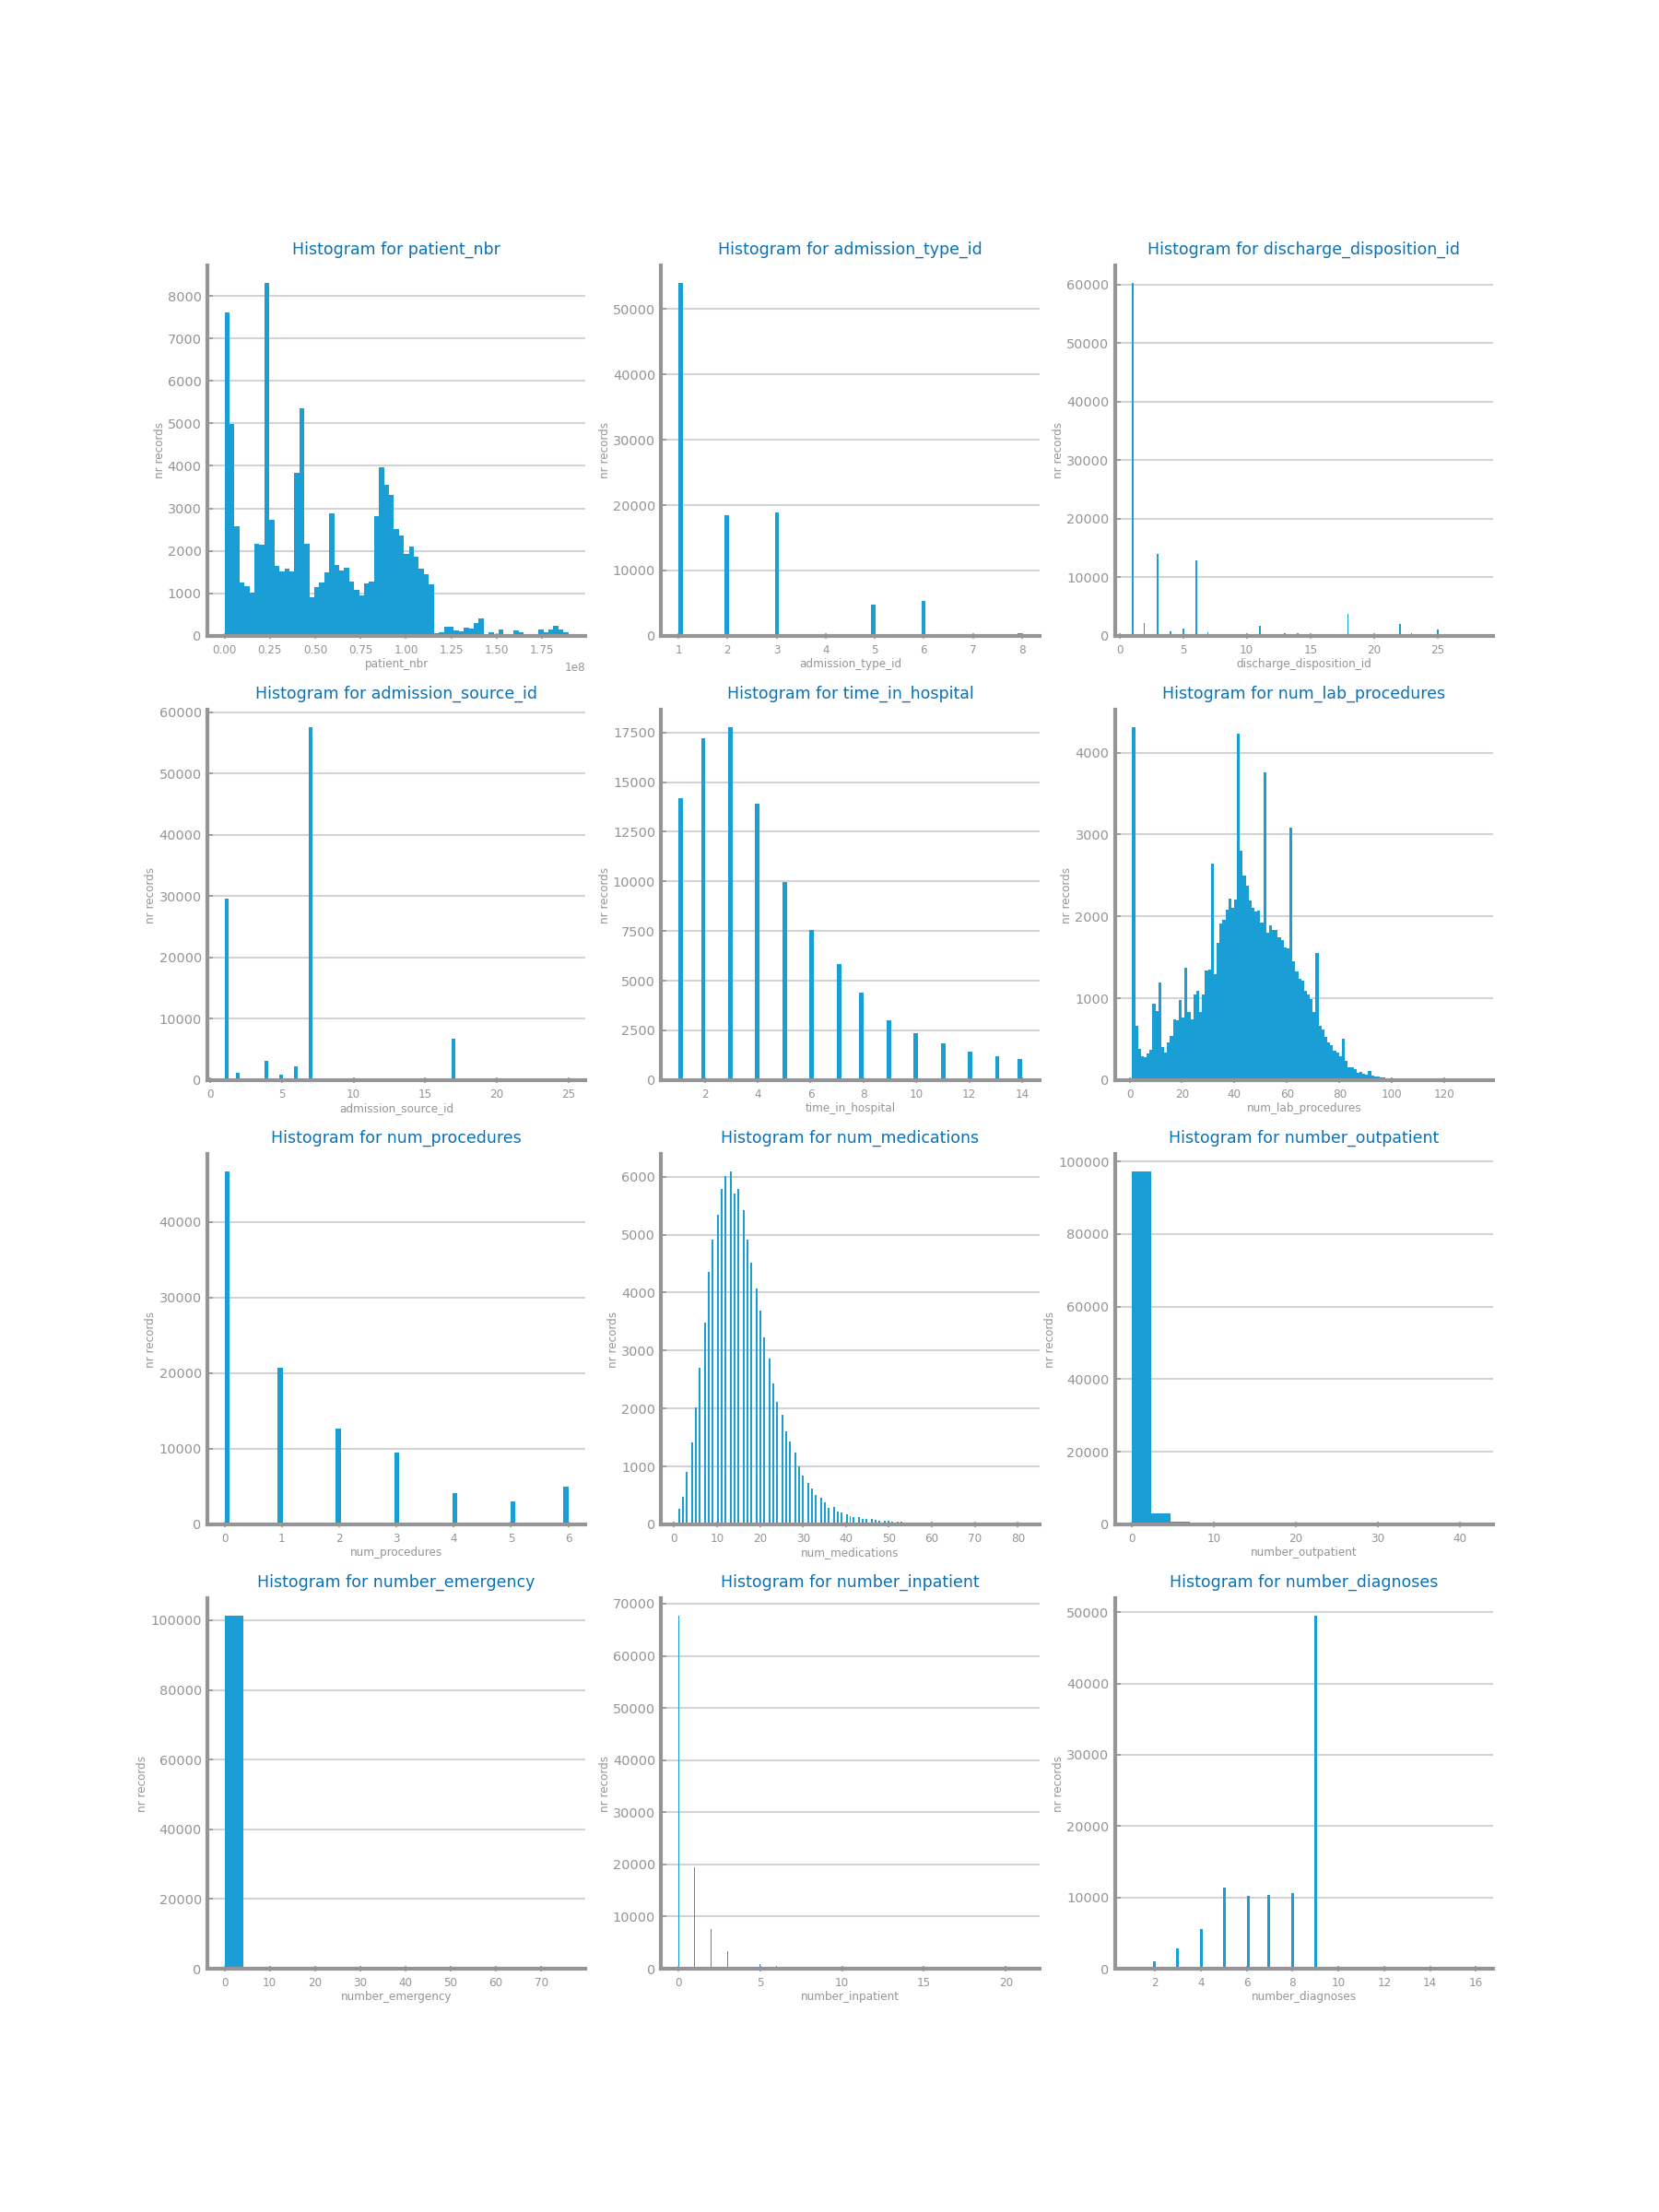 Histogram for patient_nbr
8000
7000
6000
5000
4000
3000
2000
1000
0
nr records
0.00 0.25 0.50 0.75 1.00 1.25 1.50 1.75
1e8
patient_nbr
Histogram for admission_type_id
50000
40000
30000
20000
10000
0
nr records
1 2 3 4 5 6 7 8
admission_type_id
Histogram for discharge_disposition_id
60000
50000
40000
30000
20000
10000
0
nr records
0 5 10 15 20 25
discharge_disposition_id
Histogram for admission_source_id
60000
50000
40000
30000
20000
10000
0
nr records
0 5 10 15 20 25
admission_source_id
Histogram for time_in_hospital
17500
15000
12500
10000
7500
5000
2500
0
nr records
2 4 6 8 10 12 14
time_in_hospital
Histogram for num_lab_procedures
4000
3000
2000
1000
0
nr records
0 20 40 60 80 100 120
num_lab_procedures
Histogram for num_procedures
40000
30000
20000
10000
0
nr records
0 1 2 3 4 5 6
num_procedures
Histogram for num_medications
6000
5000
4000
3000
2000
1000
0
nr records
0 10 20 30 40 50 60 70 80
num_medications
Histogram for number_outpatient
100000
80000
60000
40000
20000
0
nr records
0 10 20 30 40
number_outpatient
Histogram for number_emergency
100000
80000
60000
40000
20000
0
nr records
0 10 20 30 40 50 60 70
number_emergency
Histogram for number_inpatient
70000
60000
50000
40000
30000
20000
10000
0
nr records
0 5 10 15 20
number_inpatient
Histogram for number_diagnoses
50000
40000
30000
20000
10000
0
nr records
2 4 6 8 10 12 14 16
number_diagnoses